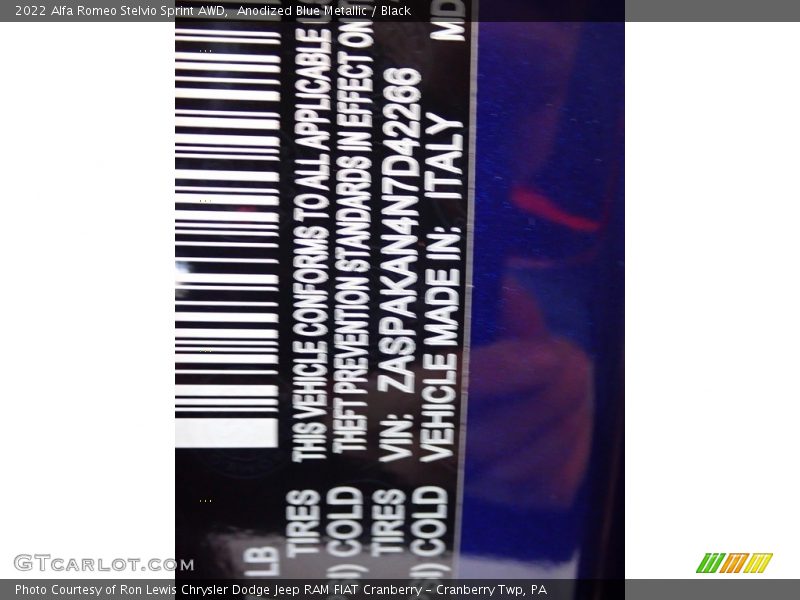 2022 Alfa Romeo Stelvio Sprint AWD, Anodized Blue Metallic / Black
THIS VEHICLE CONFORMS TO ALL APPLICABLE
THEFT PREVENTION STANDARDS IN EFFECT ON
VIN: ZASPAKAN4N7D42266
VEHICLE MADE IN: ITALY MD
LB
TIRES
COLD
TIRES
COLD
GTCARLOT.COM
Photo Courtesy of Ron Lewis Chrysler Dodge Jeep RAM FIAT Cranberry - Cranberry Twp, PA